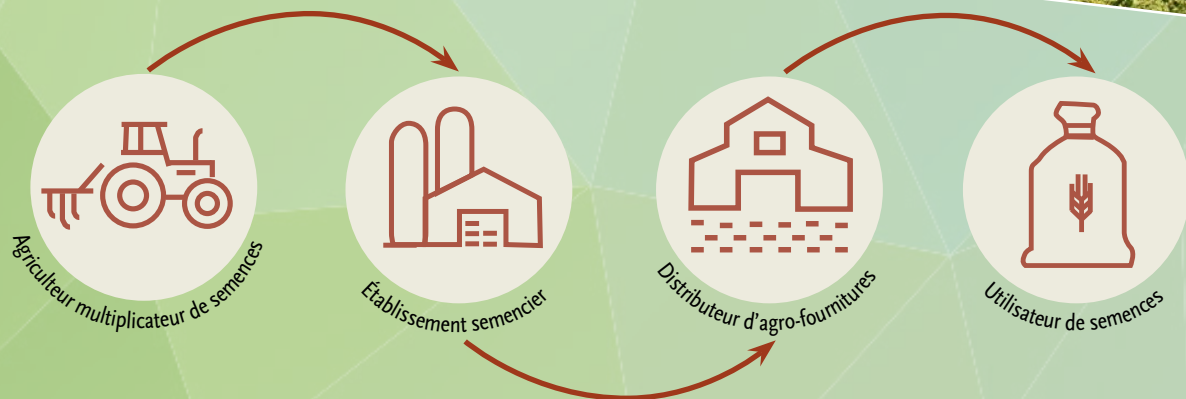 Agriculteur multiplicateur de semences
Établissement semencier
Distributeur d'agro-fournitures
Utilisateur de semences